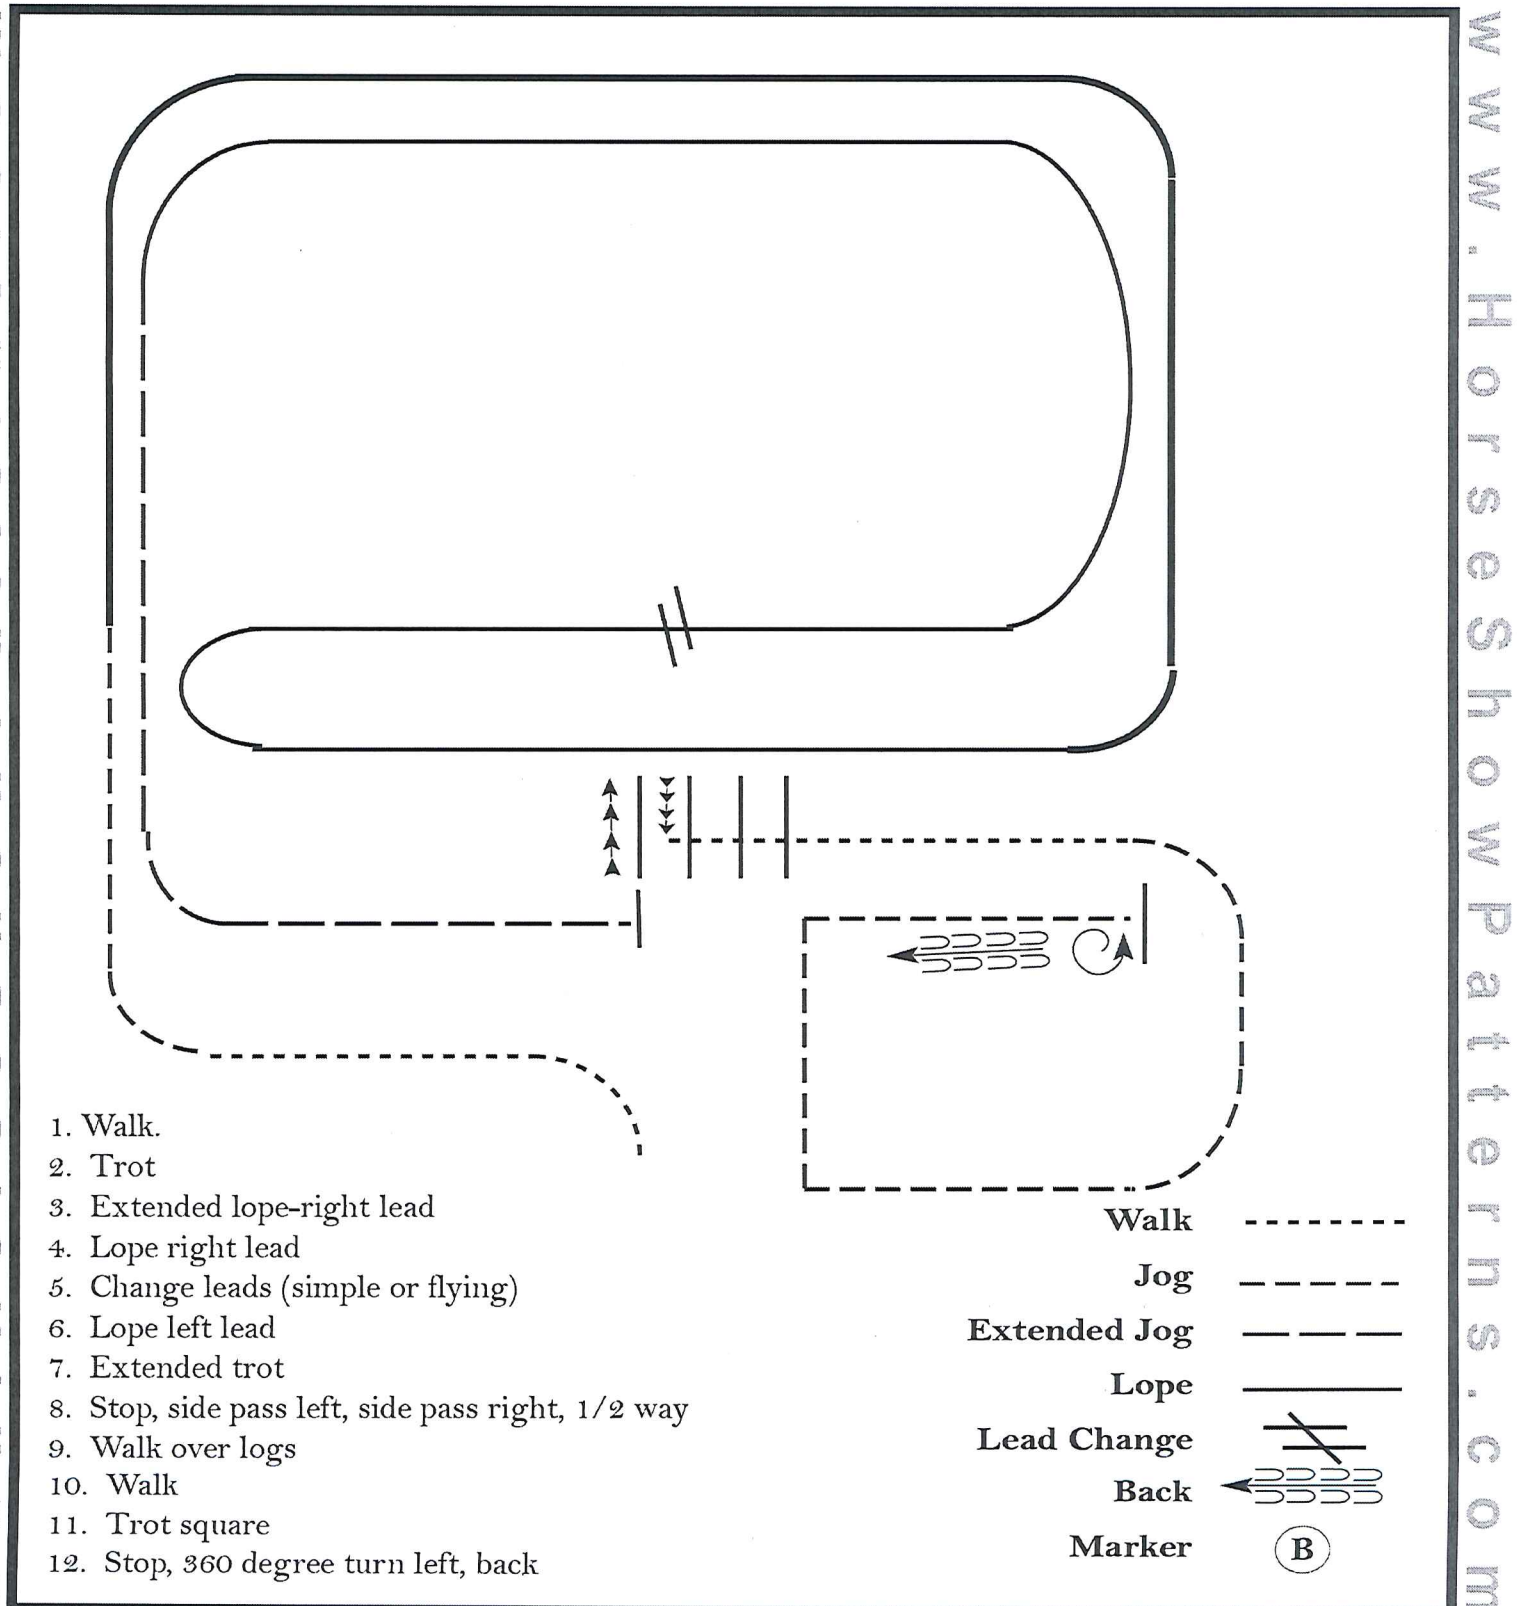 1. Walk.
2. Trot
3. Extended lope-right lead
4. Lope right lead
5. Change leads (simple or flying)
6. Lope left lead
7. Extended trot
8. Stop, side pass left, side pass right, 1/2 way
9. Walk over logs
10. Walk
11. Trot square
12. Stop, 360 degree turn left, back
Walk
Jog
Extended Jog
Lope
Lead Change
Back
Marker B
www.HorseShowPatterns.com